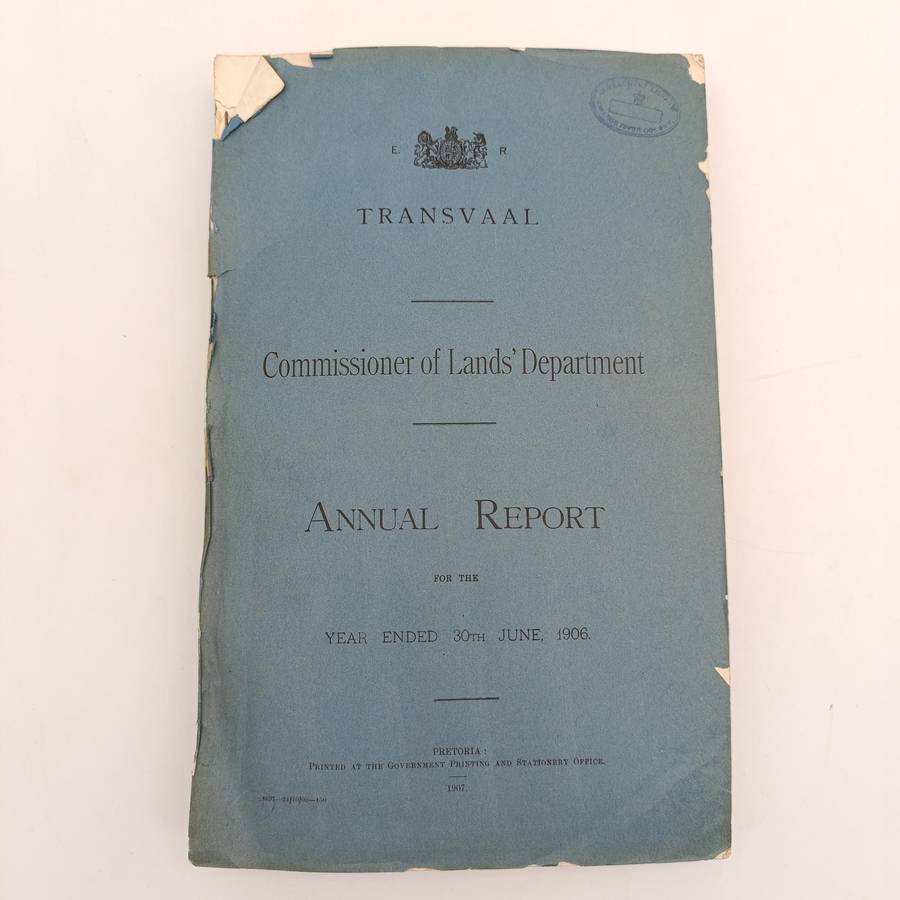 E. R
TRANSVAAL
Commissioner of Lands' Department
ANNUAL REPORT
FOR THE
YEAR ENDED 30TH JUNE, 1906.
PRETORIA:
PRINTED AT THE GOVERNMENT PRINTING AND STATIONERY OFFICE.
1907.